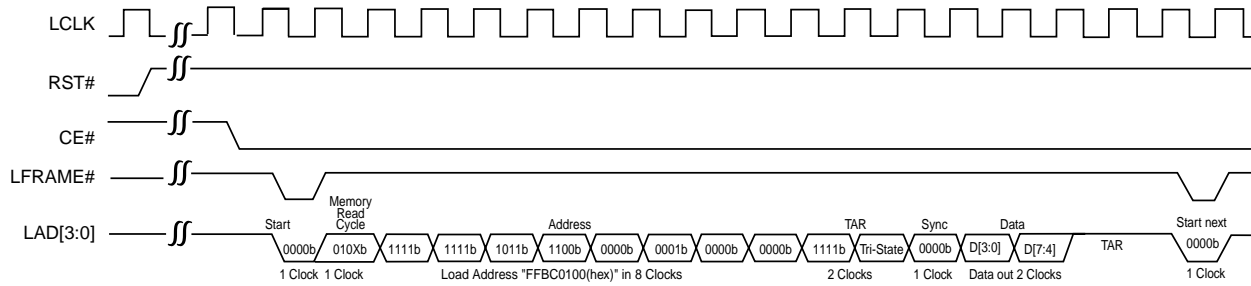 LCLK
RST#
CE#
LFRAME#
Memory
Read
Start Cycle Address TAR Sync Data Start next
LAD[3:0] 0000b 010Xb 1111b 1111b 1011b 1100b 0000b 0001b 0000b 0000b 1111b Tri-State 0000b D[3:0] D[7:4] TAR 0000b
1 Clock 1 Clock Load Address "FFBC0100(hex)" in 8 Clocks 2 Clocks 1 Clock Data out 2 Clocks 1 Clock